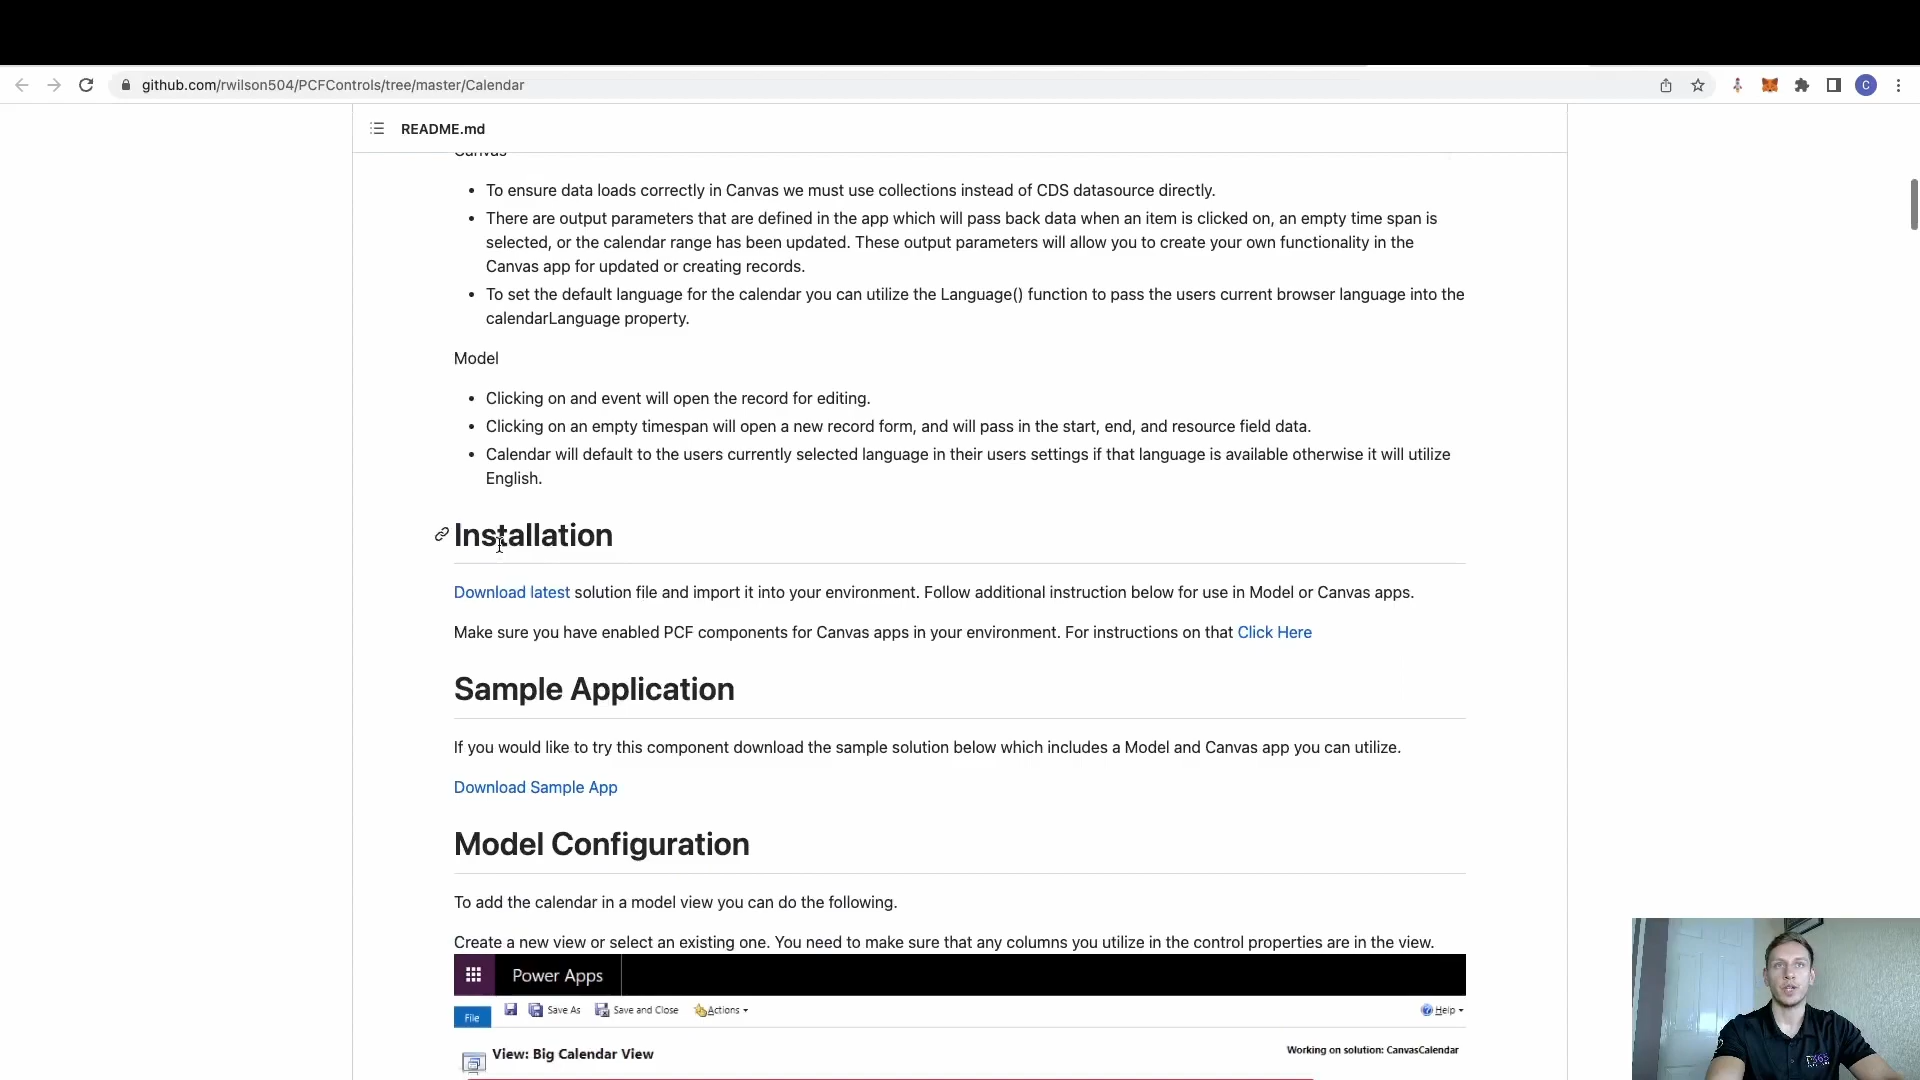 github.com/rwilson504/PCFControls/tree/master/Calendar
C
README.md
Canvas
To ensure data loads correctly in Canvas we must use collections instead of CDS datasource directly.
There are output parameters that are defined in the app which will pass back data when an item is clicked on, an empty time span is
selected, or the calendar range has been updated. These output parameters will allow you to create your own functionality in the
Canvas app for updated or creating records.
To set the default language for the calendar you can utilize the Language() function to pass the users current browser language into the
calendarLanguage property.
Model
Clicking on and event will open the record for editing.
Clicking on an empty timespan will open a new record form, and will pass in the start, end, and resource field data.
Calendar will default to the users currently selected language in their users settings if that language is available otherwise it will utilize
English.
Installation
Download latest solution file and import it into your environment. Follow additional instruction below for use in Model or Canvas apps.
Make sure you have enabled PCF components for Canvas apps in your environment. For instructions on that Click Here
Sample Application
If you would like to try this component download the sample solution below which includes a Model and Canvas app you can utilize.
Download Sample App
Model Configuration
To add the calendar in a model view you can do the following.
Create a new view or select an existing one. You need to make sure that any columns you utilize in the control properties are in the view.
Power Apps
File Save As Save and Close Actions Help
View: Big Calendar View Working on solution: CanvasCalendar